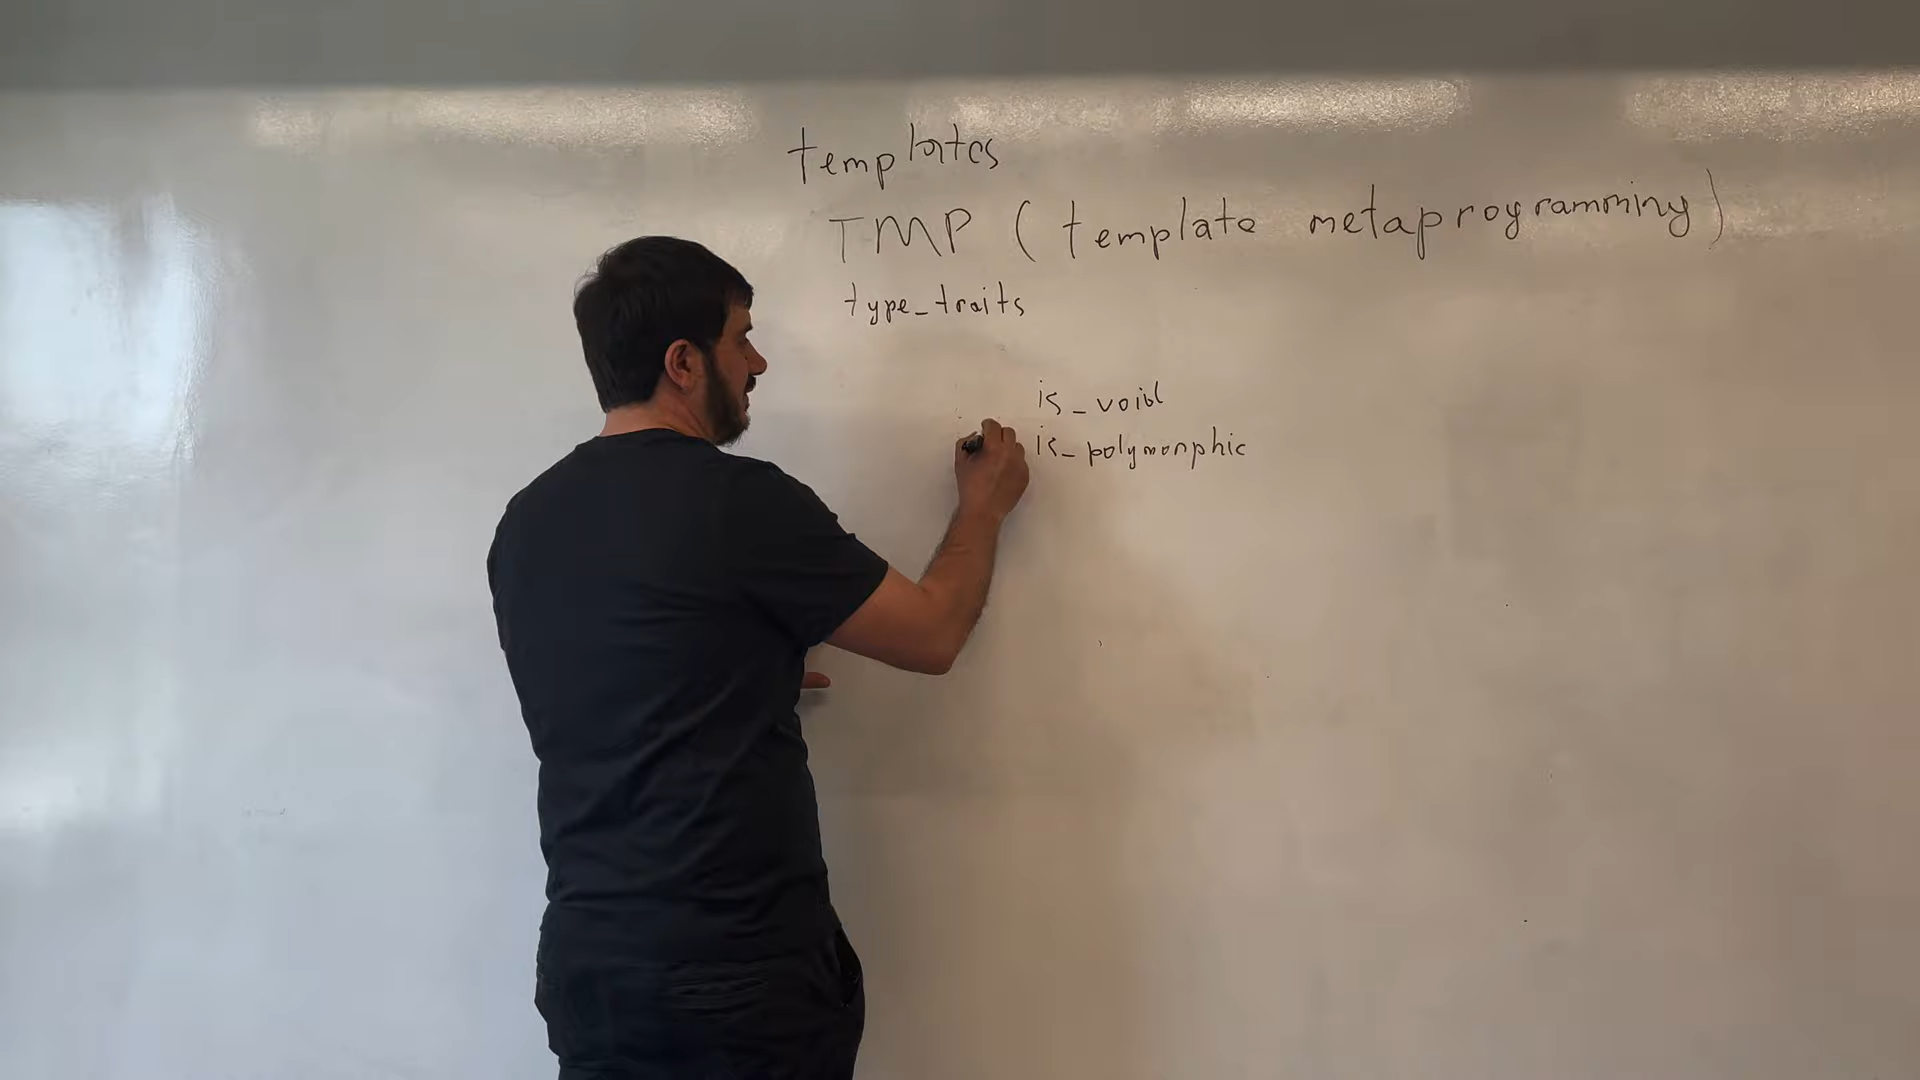 templates
TMP (template metaprogramming)
type_traits
is_void
is_polymorphic